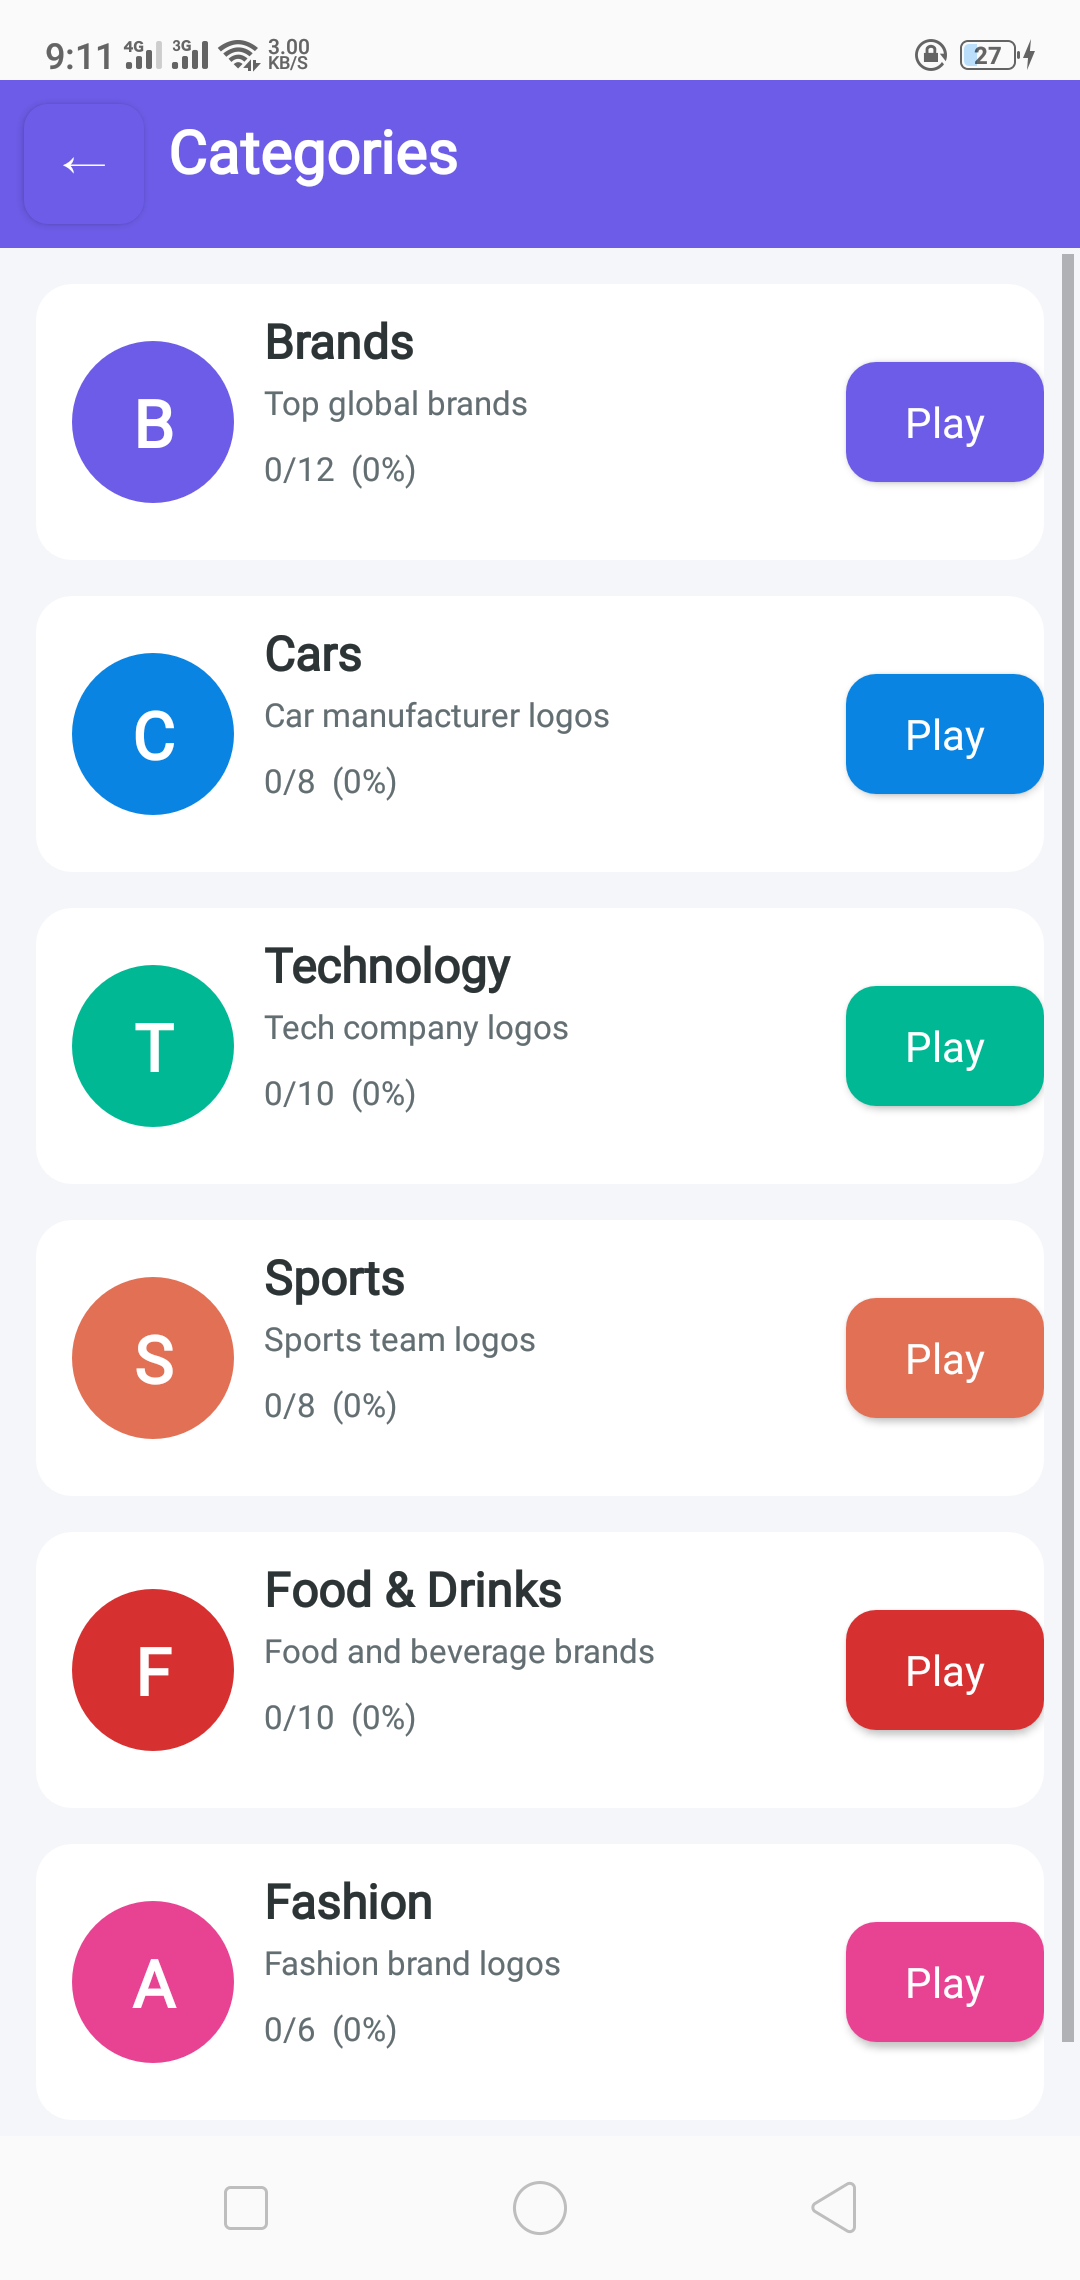 9:11 4G 3G 3.00 KB/S 27
← Categories
Brands
B
Top global brands
Play
0/12 (0%)
Cars
C
Car manufacturer logos
Play
0/8 (0%)
Technology
T
Tech company logos
Play
0/10 (0%)
Sports
S
Sports team logos
Play
0/8 (0%)
Food & Drinks
F
Food and beverage brands
Play
0/10 (0%)
Fashion
A
Fashion brand logos
Play
0/6 (0%)